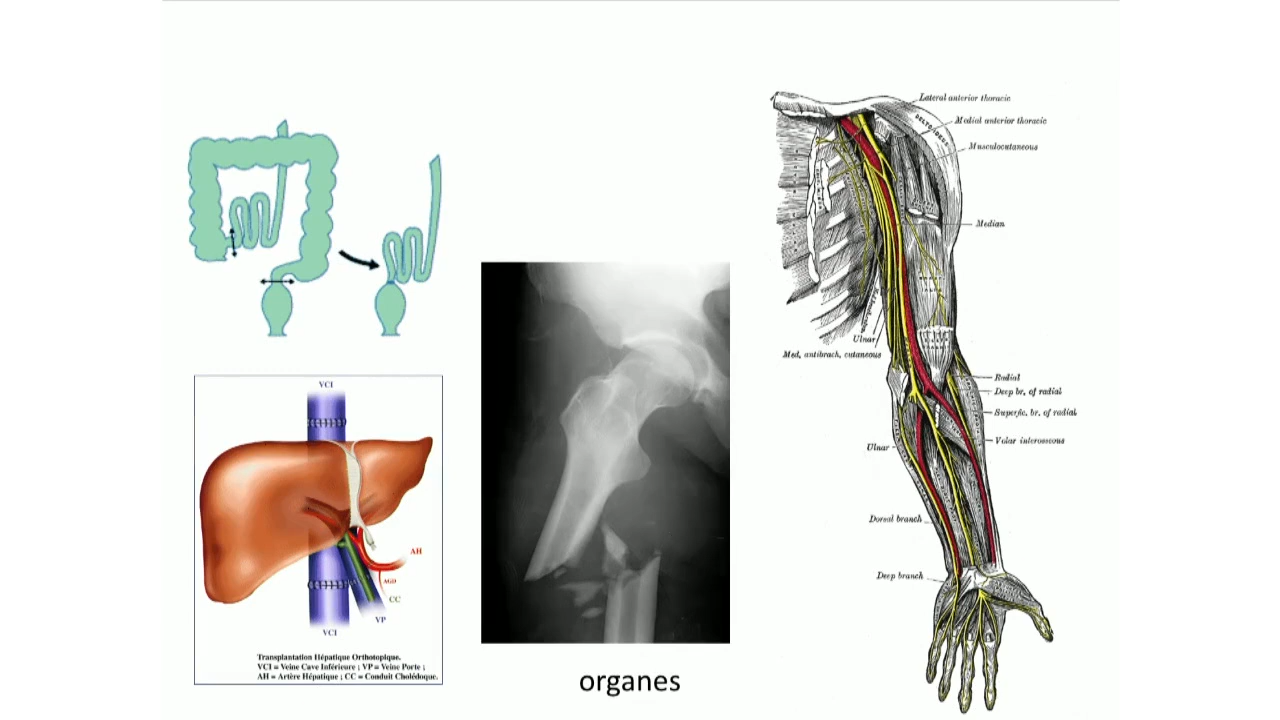 VCI
AH
AGD
CC
VP
VCI
Transplantation Hépatique Orthotopique.
VCI = Veine Cave Inférieure ; VP = Veine Porte ;
AH = Artère Hépatique ; CC = Conduit Cholédoque.
organes
Lateral anterior thoracic
Medial anterior thoracic
DELTOIDEUS
Musculocutaneous
Median
Ulnar
Med. antibrach. cutaneous
Radial
Deep br. of radial
Superfic. br. of radial
Volar interosseous
Ulnar
Dorsal branch
Deep branch